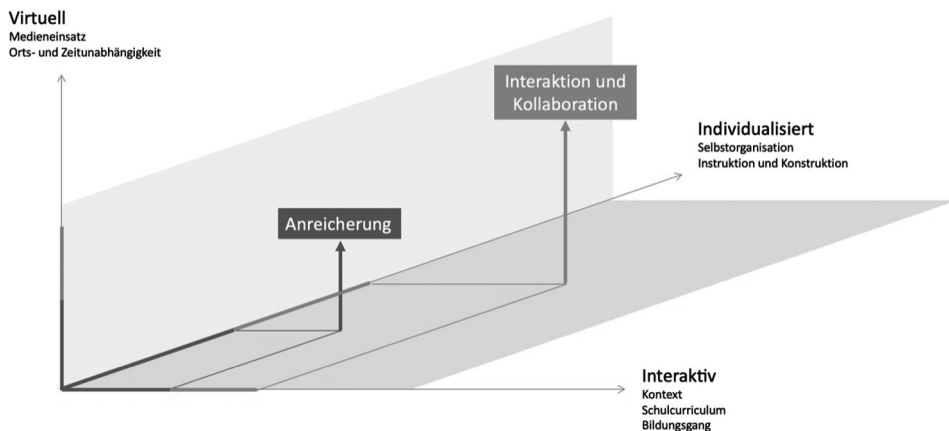 Virtuell
Medieneinsatz
Orts- und Zeitunabhängigkeit
Interaktion und
Kollaboration
Individualisiert
Selbstorganisation
Instruktion und Konstruktion
Anreicherung
Interaktiv
Kontext
Schulcurriculum
Bildungsgang